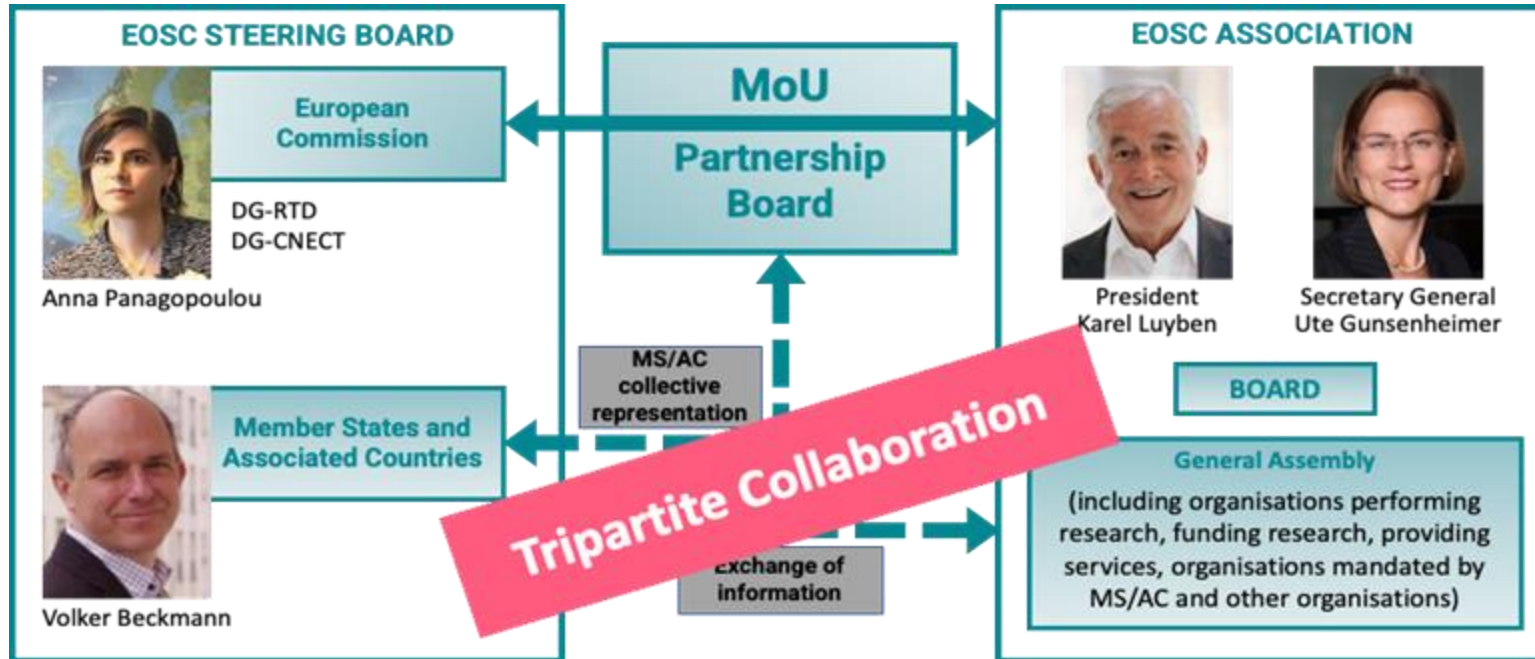 EOSC STEERING BOARD
European
Commission
DG-RTD
DG-CNECT
Anna Panagopoulou
Member States and
Associated Countries
Volker Beckmann
MoU
Partnership
Board
MS/AC
collective
representation
Tripartite Collaboration
Exchange of
information
EOSC ASSOCIATION
President
Karel Luyben
Secretary General
Ute Gunsenheimer
BOARD
General Assembly
(including organisations performing
research, funding research, providing
services, organisations mandated by
MS/AC and other organisations)